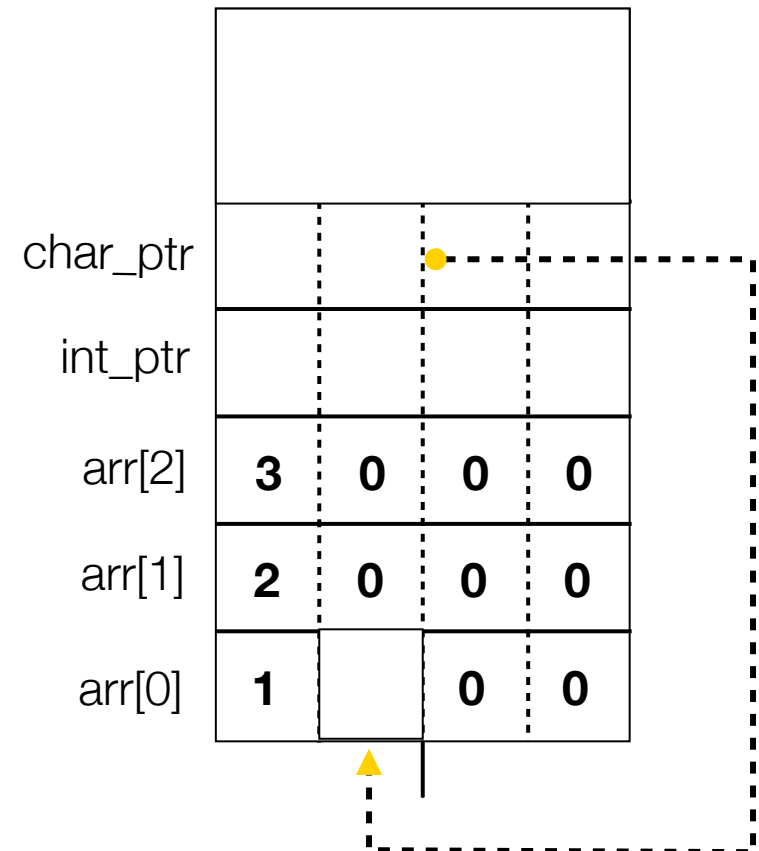 char_ptr
int_ptr
arr[2] 3 0 0 0
arr[1] 2 0 0 0
arr[0] 1 0 0